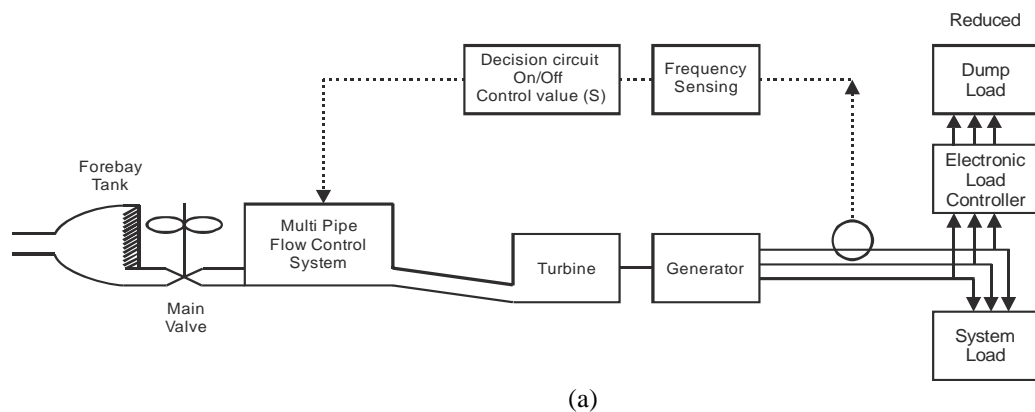 Reduced
Dump
Load
Decision circuit
On/Off
Control value (S)
Frequency
Sensing
Electronic
Load
Controller
Forebay
Tank
Multi Pipe
Flow Control
System
Turbine
Generator
Main
Valve
System
Load
(a)